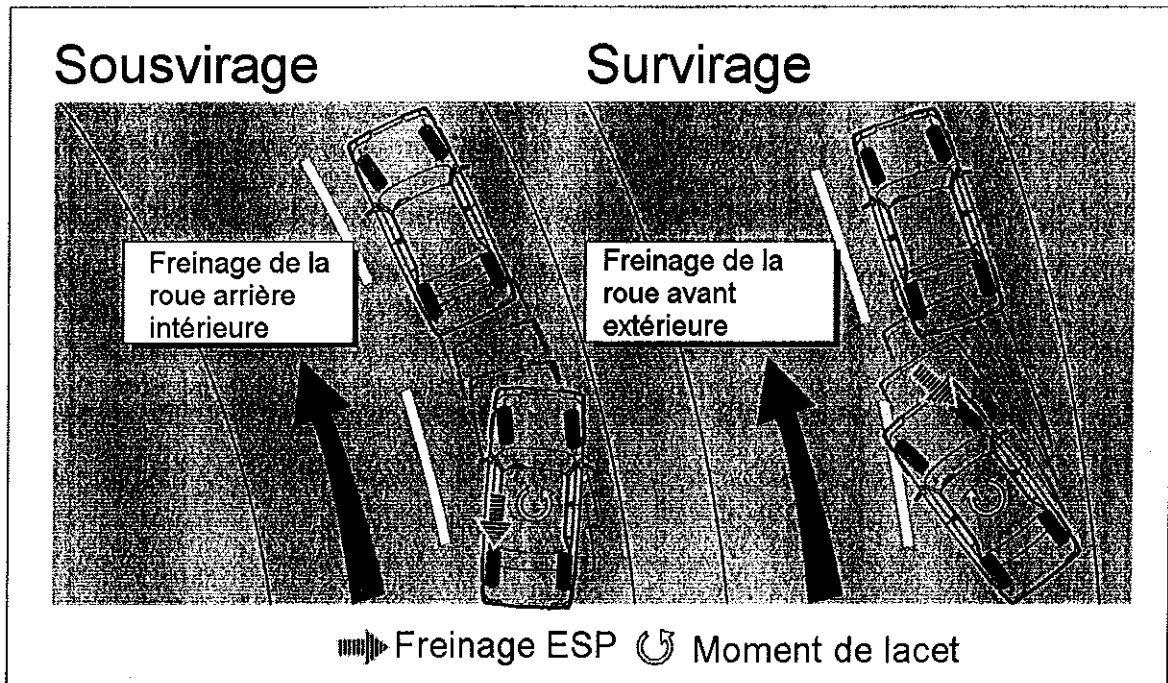 Sousvirage
Survirage
Freinage de la
roue arrière
intérieure
Freinage de la
roue avant
extérieure
Freinage ESP
Moment de lacet